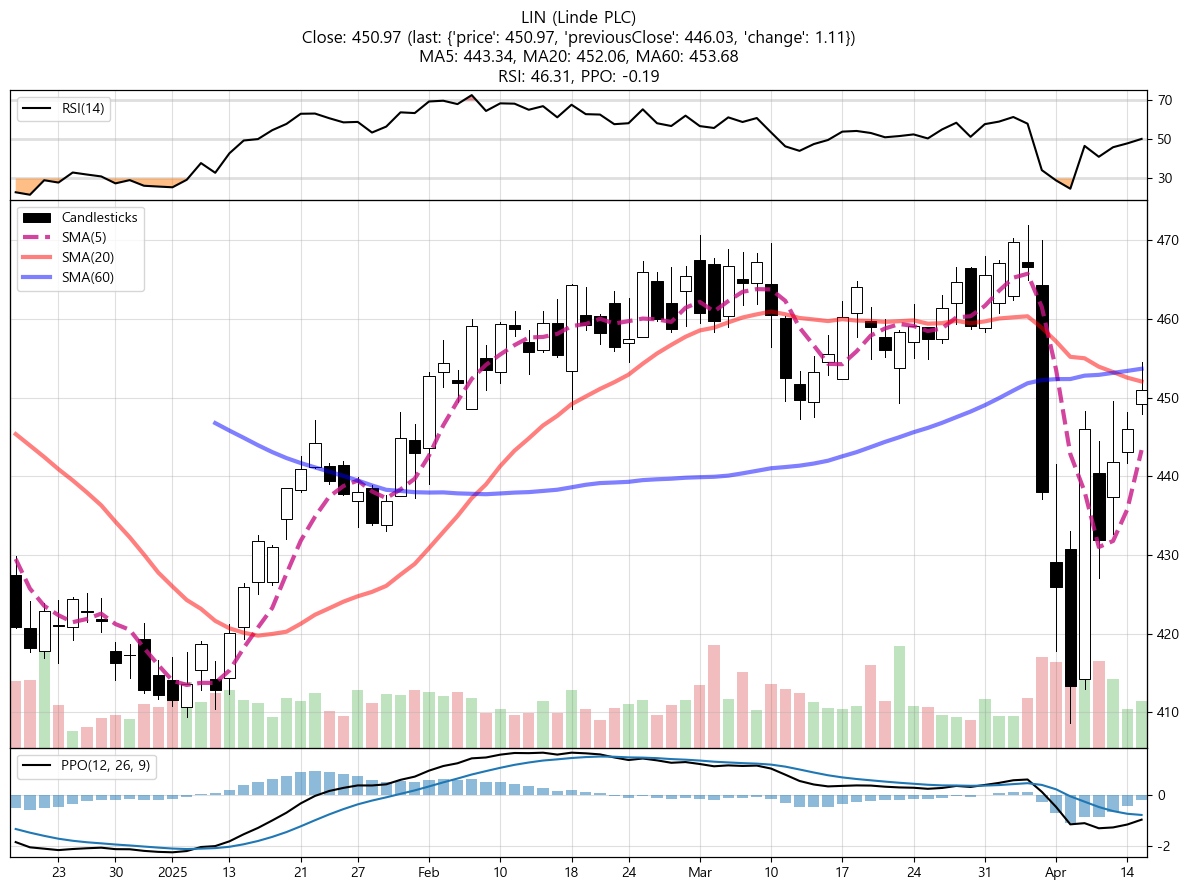 LIN (Linde PLC)
Close: 450.97 (last: {'price': 450.97, 'previousClose': 446.03, 'change': 1.11})
MA5: 443.34, MA20: 452.06, MA60: 453.68
RSI: 46.31, PPO: -0.19
RSI(14)
70
50
30
Candlesticks
SMA(5)
SMA(20)
SMA(60)
470
460
450
440
430
420
410
PPO(12, 26, 9)
0
-2
23 30 2025 13 21 27 Feb 10 18 24 Mar 10 17 24 31 Apr 14